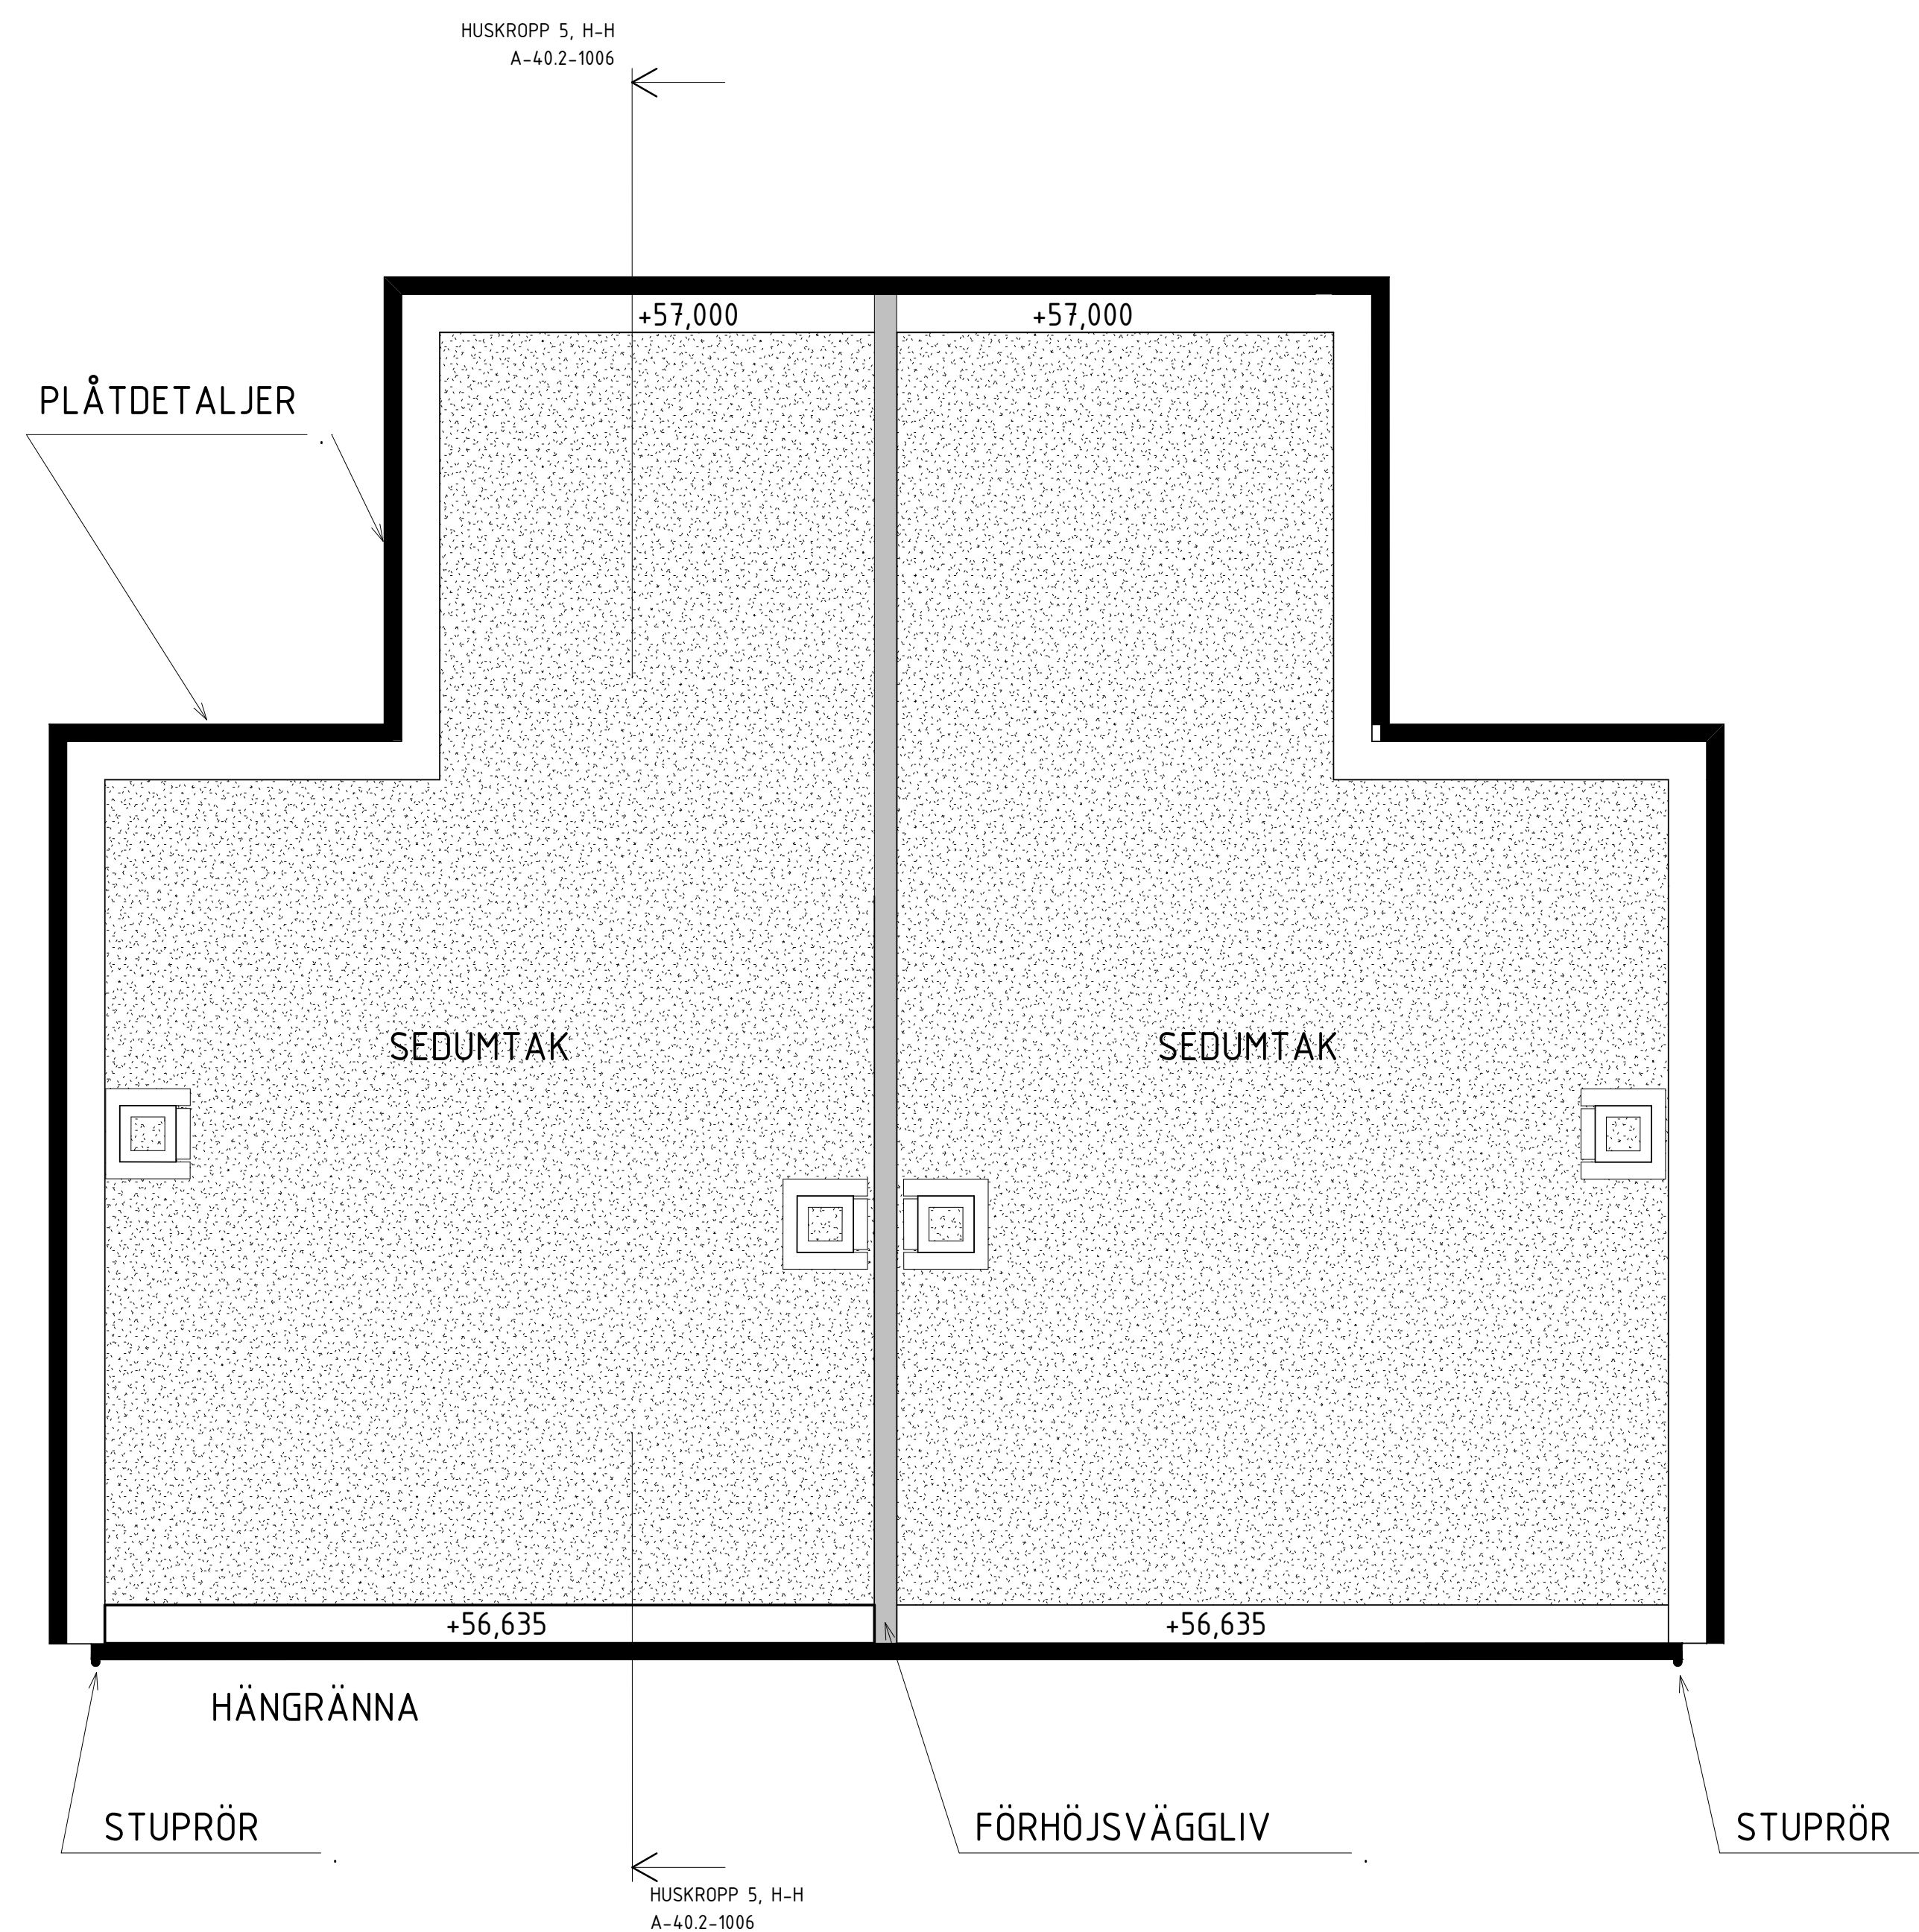 HUSKROPP 5, H-H
A-40.2-1006
+57,000
+57,000
PLÅTDETALJER
SEDUMTAK
SEDUMTAK
+56,635
+56,635
HÄNGRÄNNA
STUPRÖR
FÖRHÖJSVÄGGLIV
STUPRÖR
HUSKROPP 5, H-H
A-40.2-1006